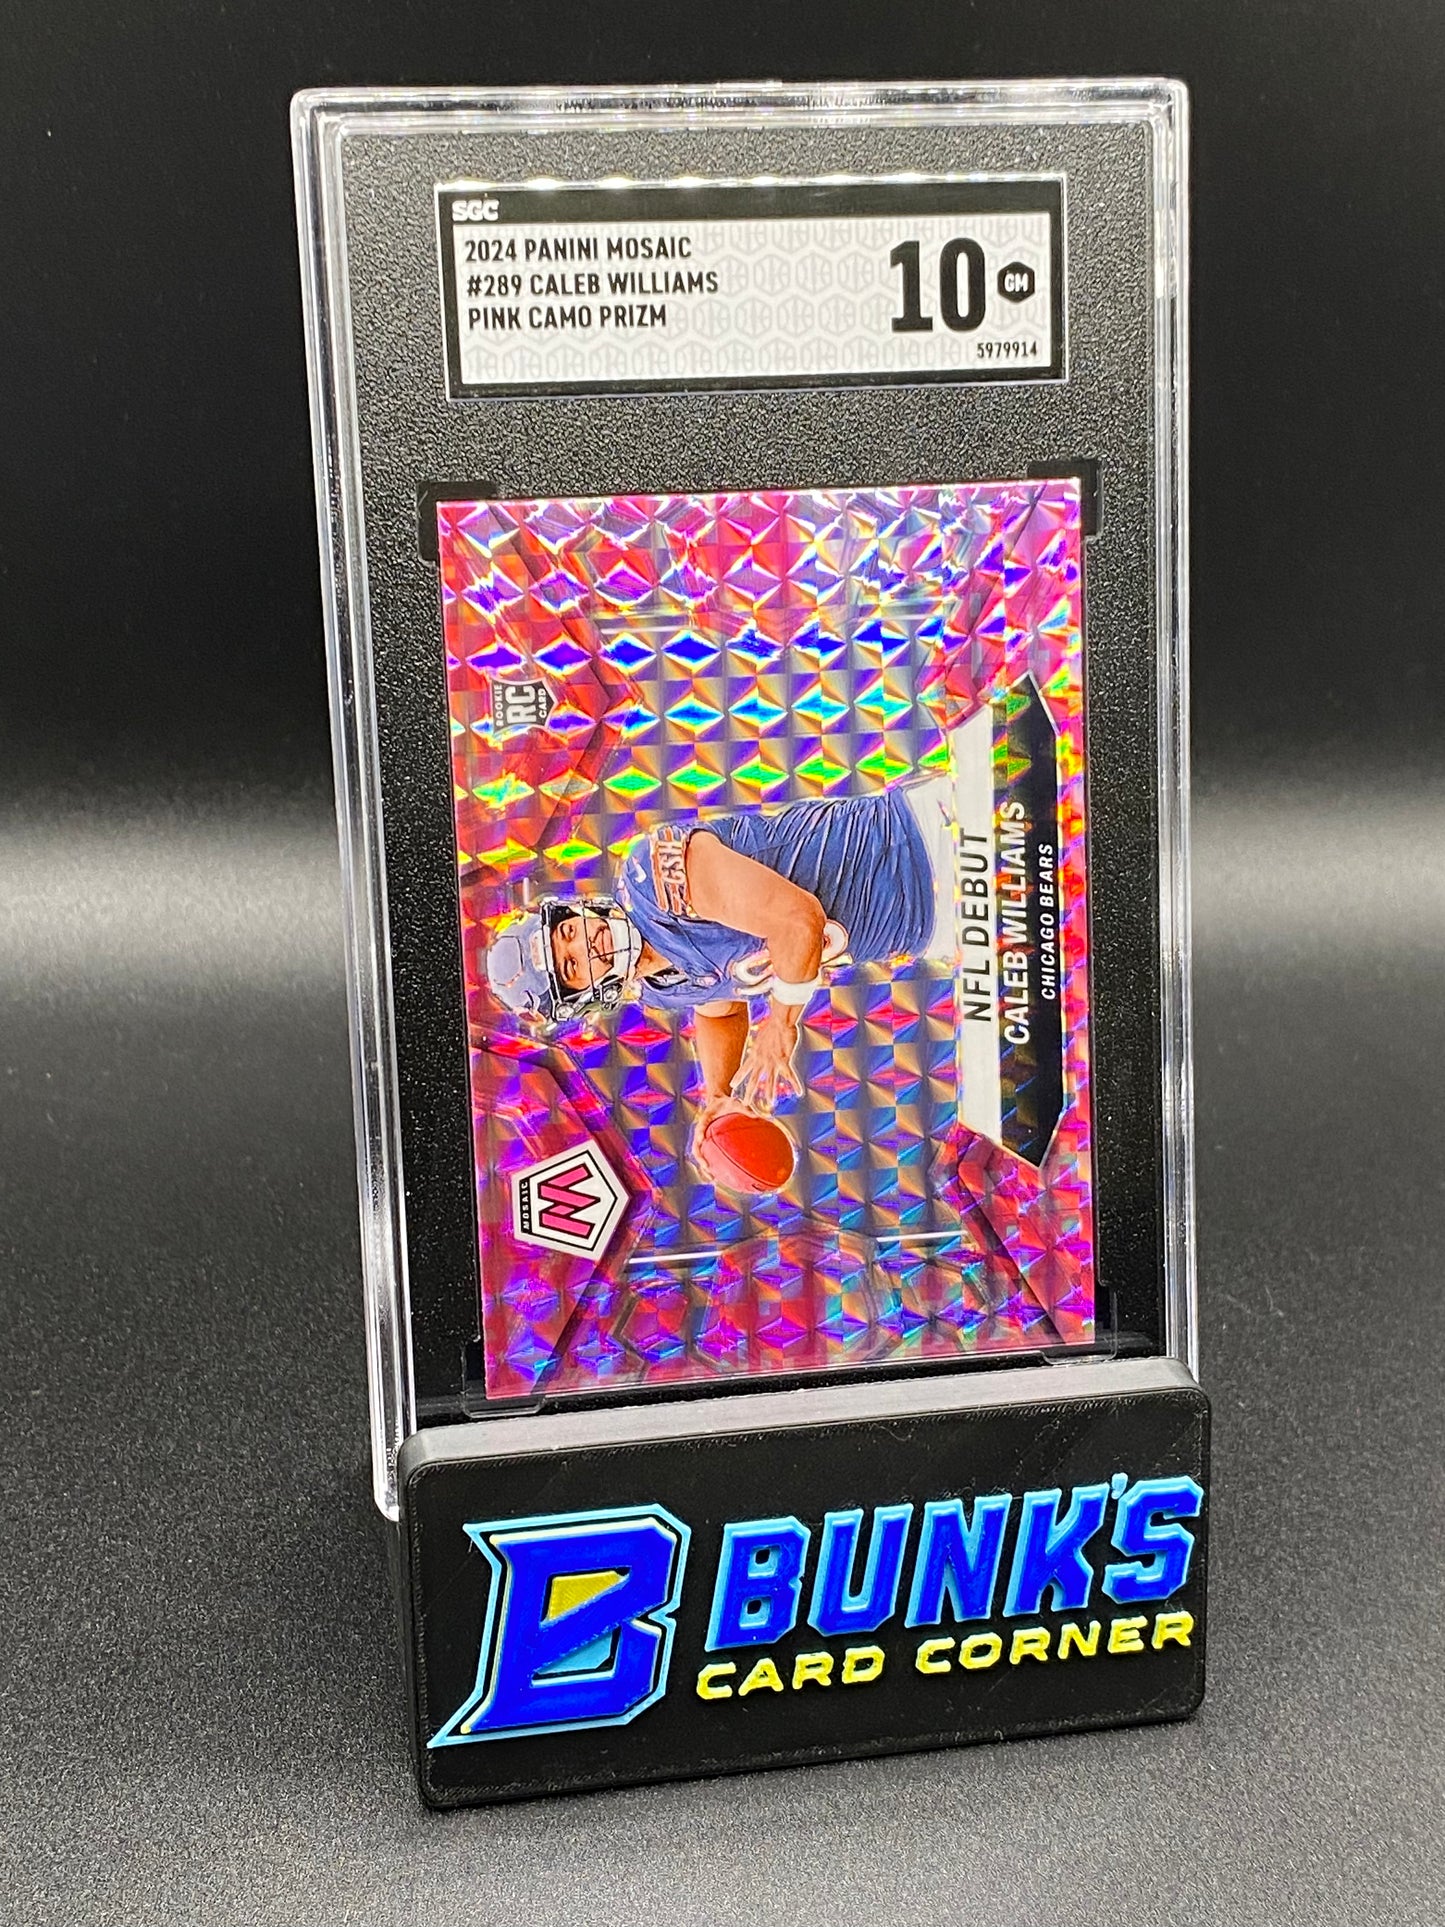 SGC
2024 PANINI MOSAIC
#289 CALEB WILLIAMS
PINK CAMO PRIZM
10
GM
5979914
ROOKIE
RC
CARD
GSH
MOSAIC
NFL DEBUT
CALEB WILLIAMS
CHICAGO BEARS
B BUNK'S
CARD CORNER